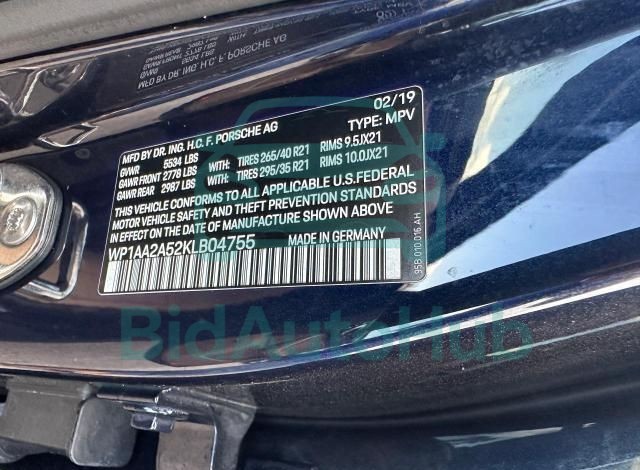 MFD BY DR. ING. H.C. F. PORSCHE AG 02/19
GVWR 5534 LBS TYPE: MPV
GAWR FRONT 2778 LBS WITH: TIRES 265/40 R21 RIMS 9.5JX21
GAWR REAR 2987 LBS WITH: TIRES 295/35 R21 RIMS 10.0JX21
THIS VEHICLE CONFORMS TO ALL APPLICABLE U.S. FEDERAL
MOTOR VEHICLE SAFETY AND THEFT PREVENTION STANDARDS
IN EFFECT ON THE DATE OF MANUFACTURE SHOWN ABOVE
WP1AA2A52KLB04755 MADE IN GERMANY
95B.010.016.AH
BidAutoHub